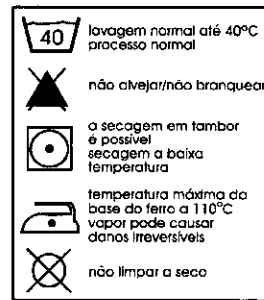 40
lavagem normal até 40°C
processo normal
não alvejar/não branquear
a secagem em tambor
é possível
secagem a baixa
temperatura
temperatura máxima da
base do ferro a 110°C
vapor pode causar
danos irreversíveis
não limpar a seco